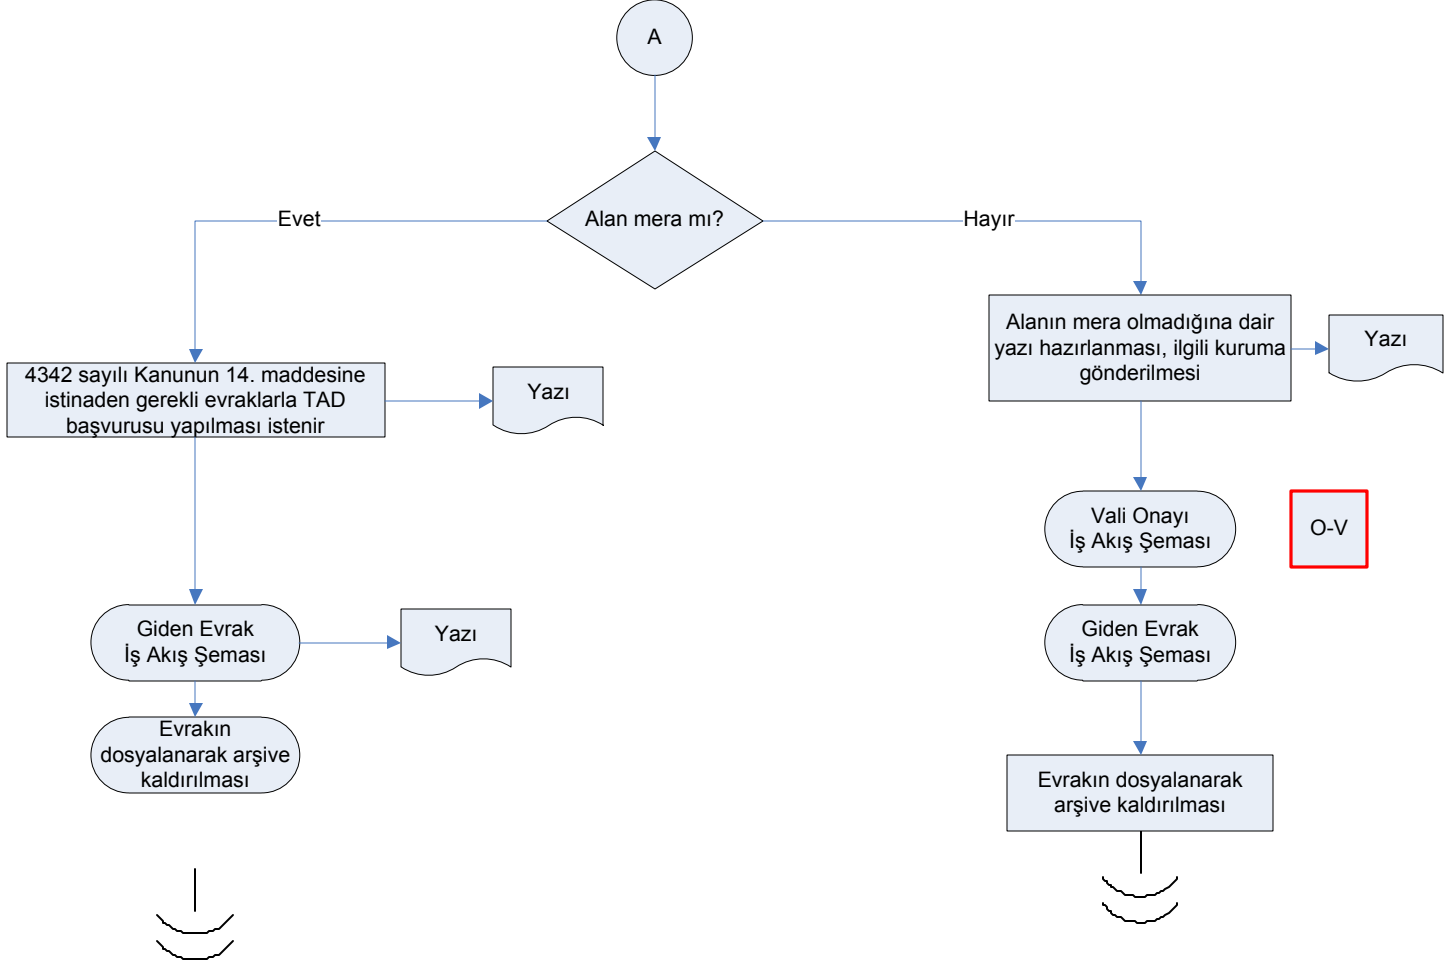 A
Alan mera mı?
Evet
Hayır
4342 sayılı Kanunun 14. maddesine
istinaden gerekli evraklarla TAD
başvurusu yapılması istenir
Yazı
Giden Evrak
İş Akış Şeması
Yazı
Evrakın
dosyalanarak arşive
kaldırılması
Alanın mera olmadığına dair
yazı hazırlanması, ilgili kuruma
gönderilmesi
Yazı
Vali Onayı
İş Akış Şeması
O-V
Giden Evrak
İş Akış Şeması
Evrakın dosyalanarak
arşive kaldırılması